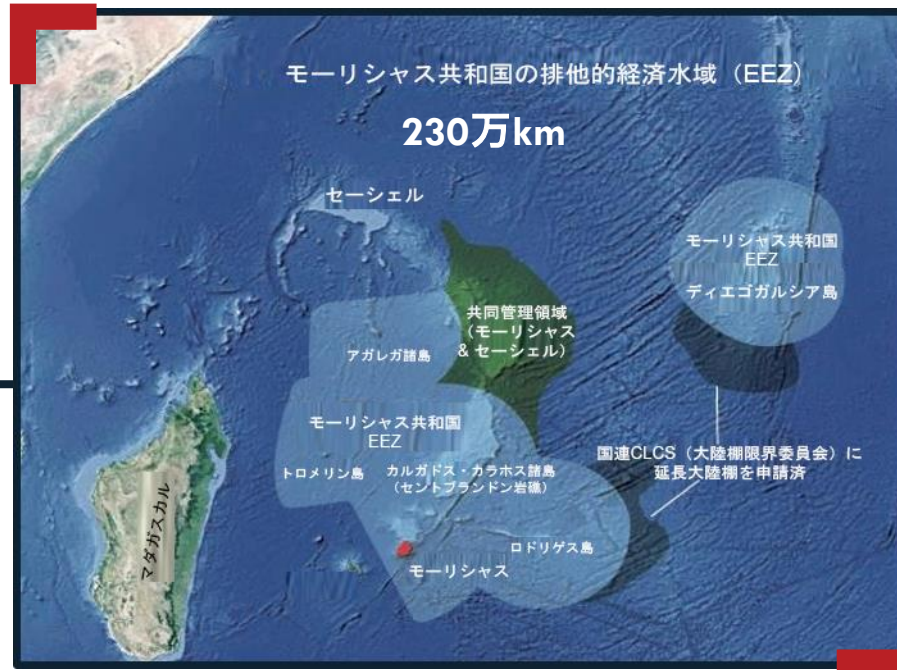 モーリシャス共和国の排他的経済水域（EEZ）
230万km
セーシェル
モーリシャス共和国
EEZ
ディエゴガルシア島
共同管理領域
（モーリシャス
& セーシェル）
アガレガ諸島
モーリシャス共和国
EEZ
トロメリン島
カルガドス・カラホス諸島
（セントブランドン岩礁）
国連CLCS（大陸棚限界委員会）に
延長大陸棚を申請済
マダガスカル
ロドリゲス島
モーリシャス